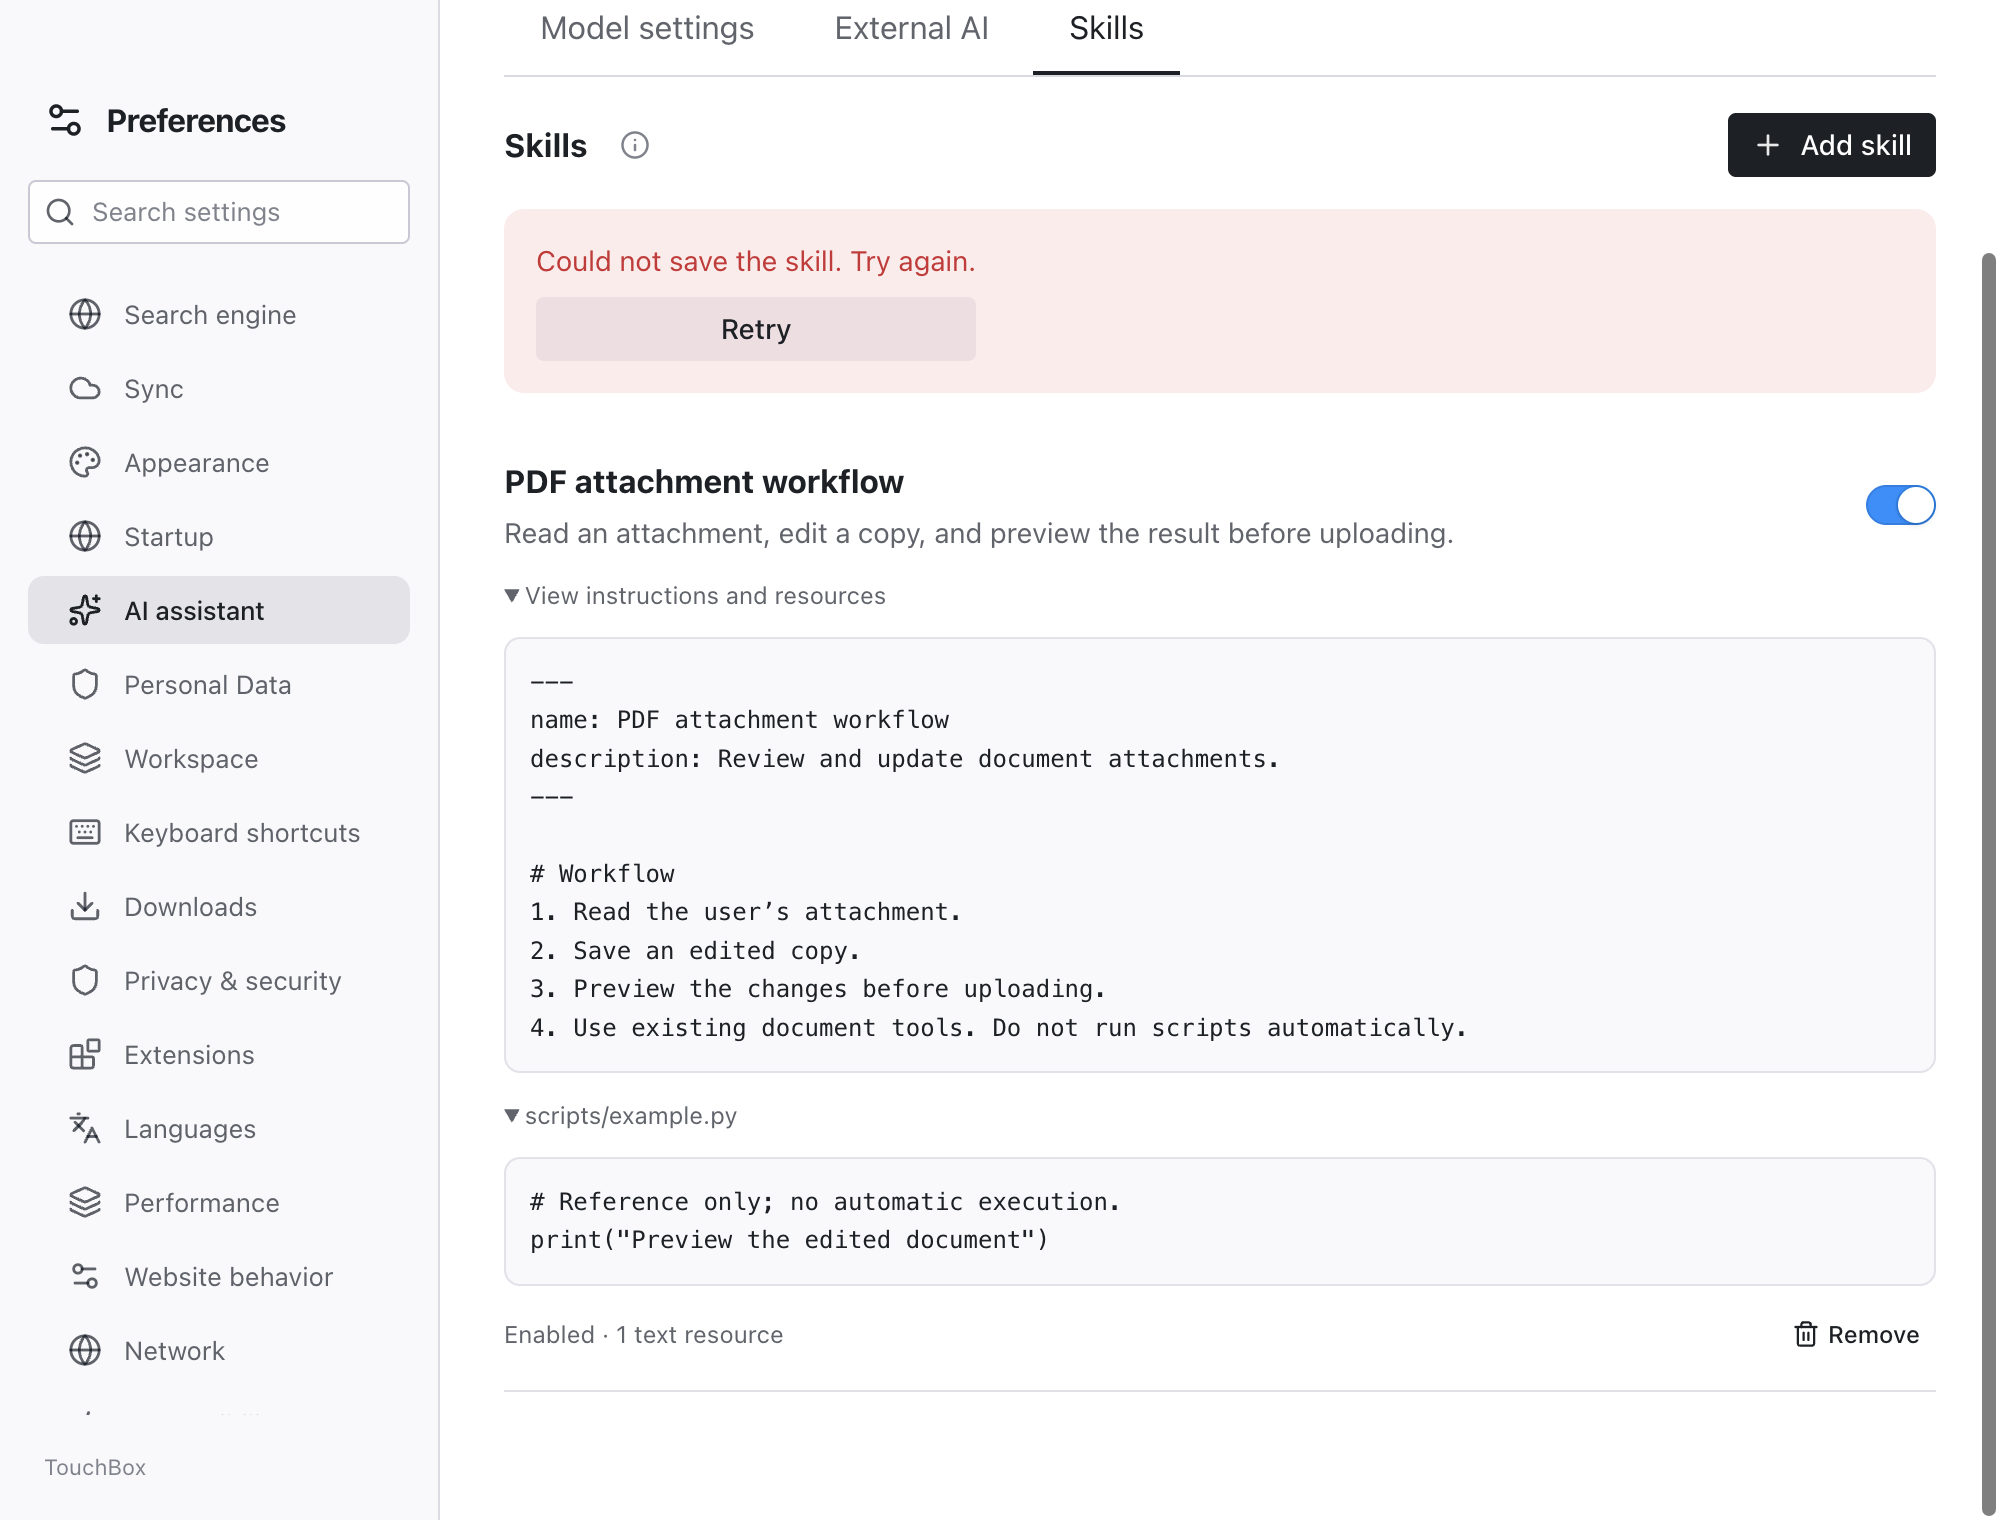 Preferences
Search settings
Search engine
Sync
Appearance
Startup
AI assistant
Personal Data
Workspace
Keyboard shortcuts
Downloads
Privacy & security
Extensions
Languages
Performance
Website behavior
Network
TouchBox
Model settings
External AI
Skills
Skills
Add skill
Could not save the skill. Try again.
Retry
PDF attachment workflow
Read an attachment, edit a copy, and preview the result before uploading.
View instructions and resources
---
name: PDF attachment workflow
description: Review and update document attachments.
---
# Workflow
1. Read the user’s attachment.
2. Save an edited copy.
3. Preview the changes before uploading.
4. Use existing document tools. Do not run scripts automatically.
scripts/example.py
# Reference only; no automatic execution.
print("Preview the edited document")
Enabled · 1 text resource
Remove